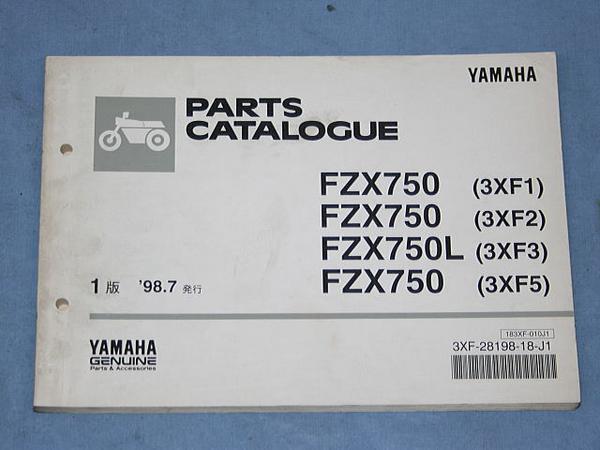 YAMAHA
PARTS
CATALOGUE
FZX750 (3XF1)
FZX750 (3XF2)
FZX750L (3XF3)
FZX750 (3XF5)
1版 '98.7 発行
183XF-010J1
3XF-28198-18-J1
YAMAHA
GENUINE
Parts & Accessories